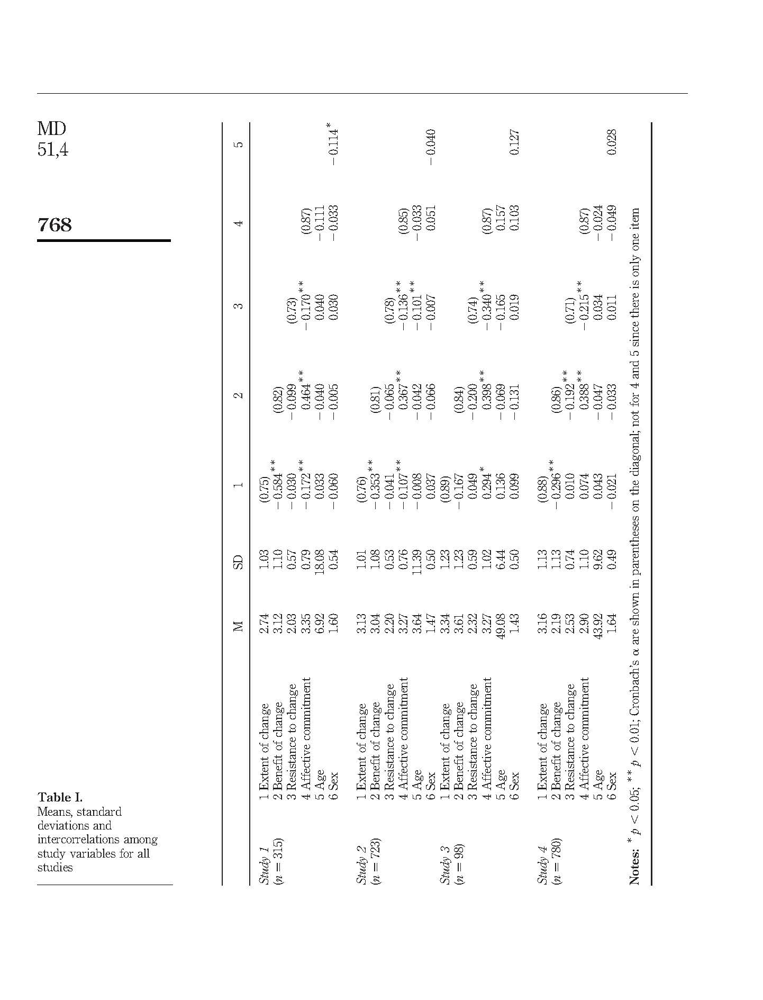 MD
51,4
768
Table I.
Means, standard
deviations and
intercorrelations among
study variables for all
studies
M SD 1 2 3 4 5
Study 1 1 Extent of change 2.74 1.03 (0.75)
(n = 315) 2 Benefit of change 3.12 1.10 −0.584** (0.82)
3 Resistance to change 2.03 0.57 −0.030 −0.099 (0.73)
4 Affective commitment 3.35 0.79 −0.172** 0.464** −0.170** (0.87)
5 Age 6.92 18.08 0.033 −0.040 0.040 −0.111
6 Sex 1.60 0.54 −0.060 −0.005 0.030 −0.033 −0.114*
Study 2 1 Extent of change 3.13 1.01 (0.76)
(n = 723) 2 Benefit of change 3.04 1.08 −0.353** (0.81)
3 Resistance to change 2.20 0.53 −0.041 −0.065 (0.78)
4 Affective commitment 3.27 0.76 −0.107** 0.367** −0.136** (0.85)
5 Age 3.64 11.39 −0.008 −0.042 −0.101** −0.033
6 Sex 1.47 0.50 0.037 −0.066 −0.007 0.051 −0.040
Study 3 1 Extent of change 3.34 1.23 (0.89)
(n = 98) 2 Benefit of change 3.61 1.23 −0.167 (0.84)
3 Resistance to change 2.32 0.59 0.049 −0.200 (0.74)
4 Affective commitment 3.27 1.02 0.294* 0.398** −0.340** (0.87)
5 Age 49.08 6.44 0.136 −0.069 −0.165 0.157
6 Sex 1.43 0.50 0.099 −0.131 0.019 0.103 0.127
Study 4 1 Extent of change 3.16 1.13 (0.88)
(n = 780) 2 Benefit of change 2.19 1.13 −0.296** (0.86)
3 Resistance to change 2.53 0.74 0.010 −0.192** (0.71)
4 Affective commitment 2.90 1.10 0.074 0.388** −0.215** (0.87)
5 Age 43.92 9.62 0.043 −0.047 0.034 −0.024
6 Sex 1.64 0.49 −0.021 −0.033 0.011 −0.049 0.028
Notes: *p < 0.05; **p < 0.01; Cronbach's α are shown in parentheses on the diagonal; not for 4 and 5 since there is only one item